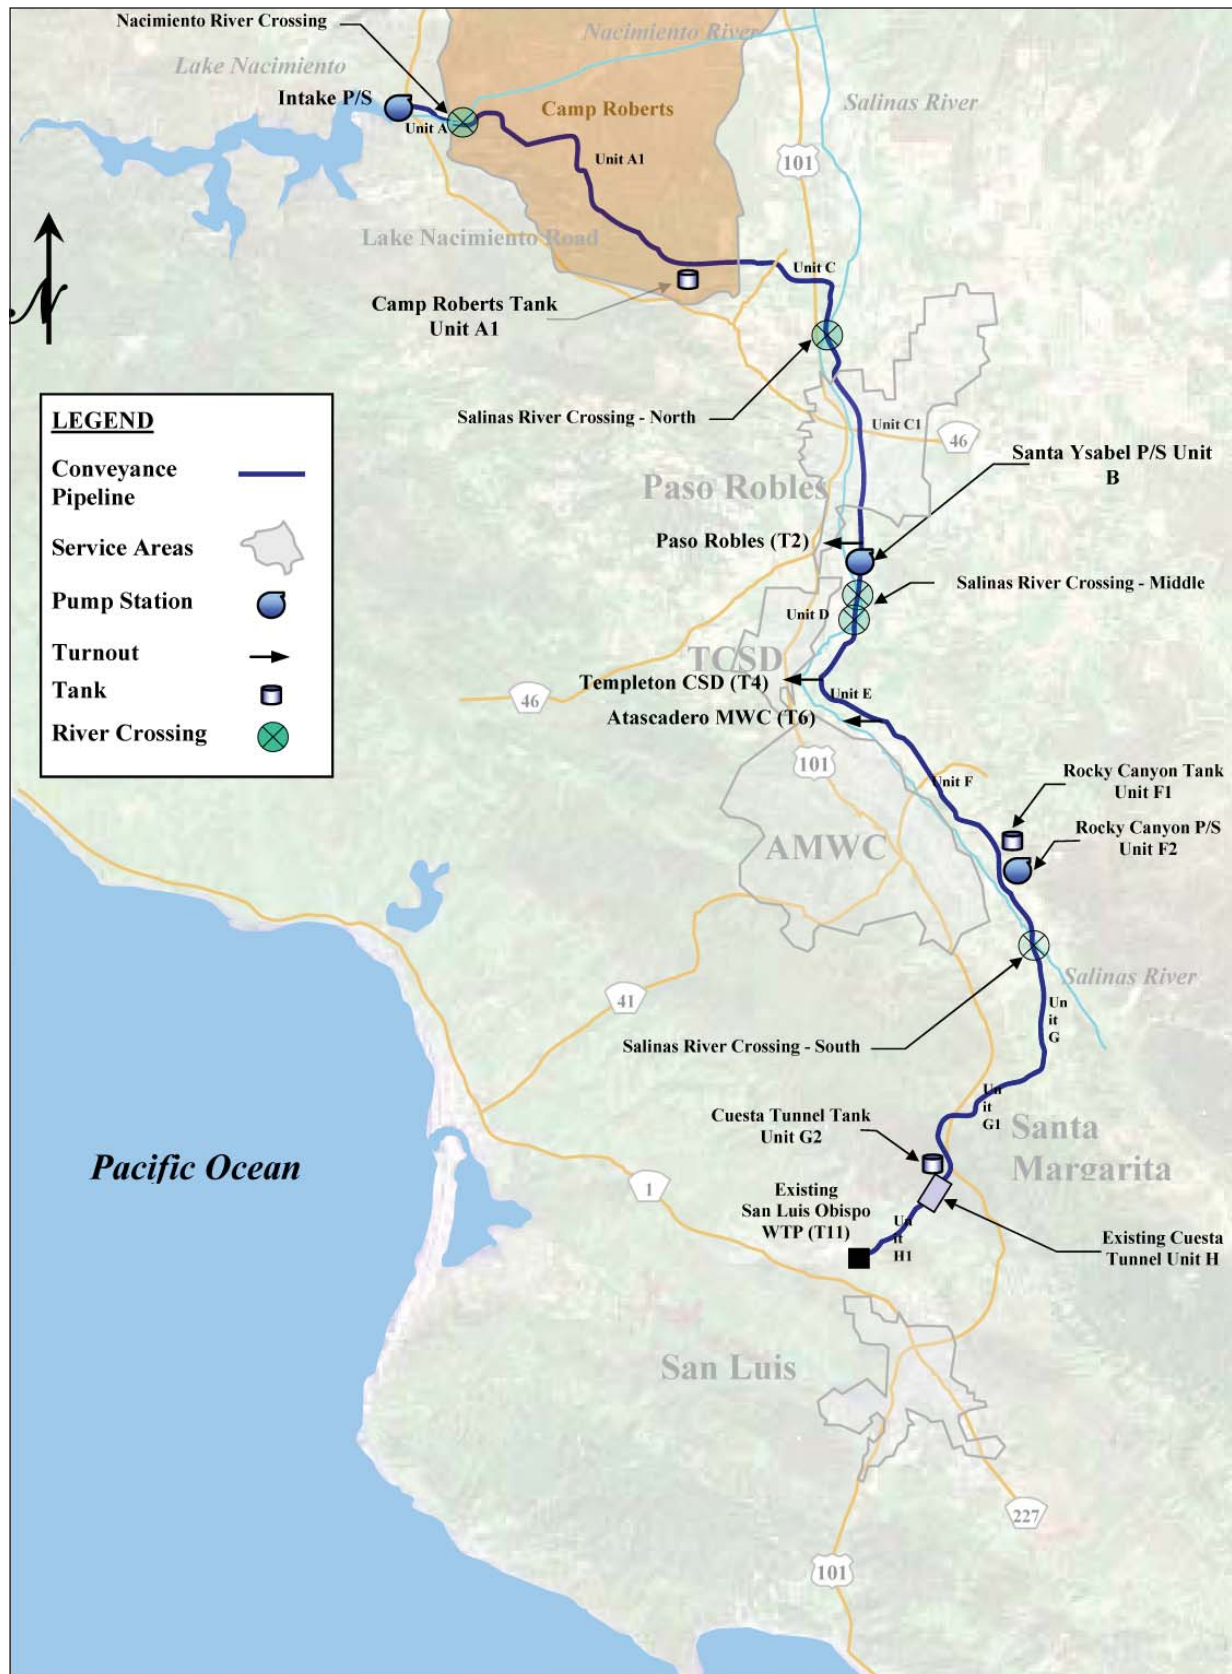 Nacimiento River Crossing
Nacimiento River
Lake Nacimiento
Intake P/S
Camp Roberts
Salinas River
Unit A
Unit A1
101
Lake Nacimiento Road
N
Unit C
Camp Roberts Tank
Unit A1
LEGEND
Conveyance
Pipeline
Service Areas
Pump Station
Turnout
Tank
River Crossing
Salinas River Crossing - North
Unit C1
46
Santa Ysabel P/S Unit
B
Paso Robles
Paso Robles (T2)
Salinas River Crossing - Middle
Unit D
TCSD
Templeton CSD (T4)
Unit E
46
Atascadero MWC (T6)
101
Unit F
Rocky Canyon Tank
Unit F1
Rocky Canyon P/S
Unit F2
AMWC
Salinas River
41
Un
it
G
Salinas River Crossing - South
Un
it
G1
Cuesta Tunnel Tank
Unit G2
Santa
Margarita
Pacific Ocean
1
Existing
San Luis Obispo
WTP (T11)
Un
it
H1
Existing Cuesta
Tunnel Unit H
San Luis
227
101